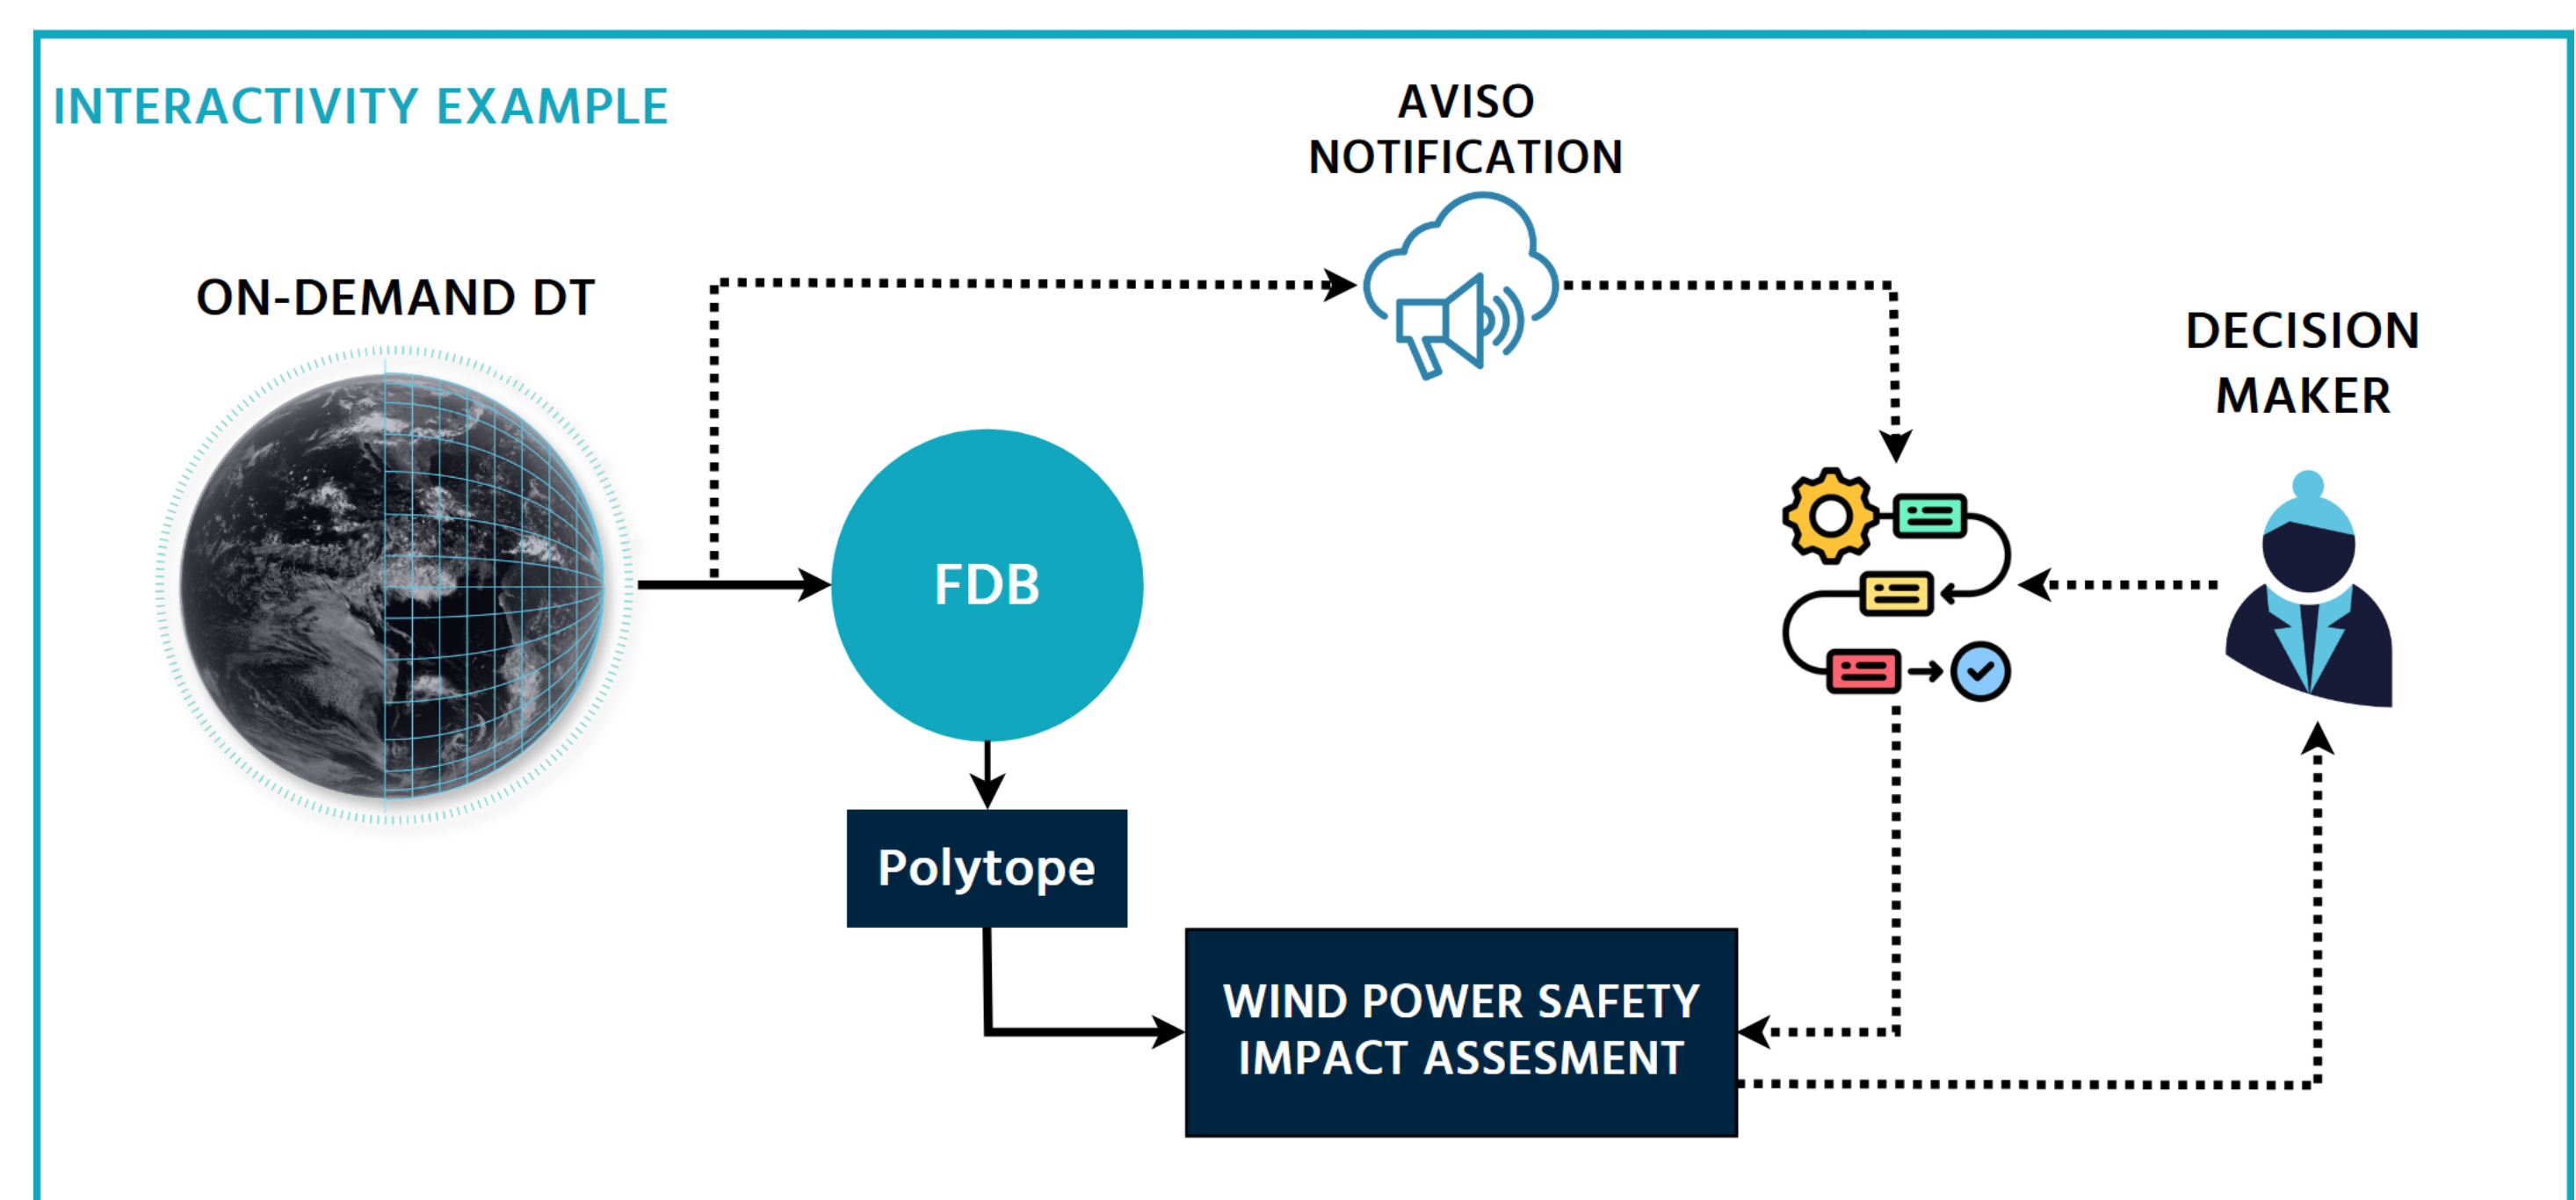 INTERACTIVITY EXAMPLE
AVISO
NOTIFICATION
ON-DEMAND DT
DECISION
MAKER
FDB
Polytope
WIND POWER SAFETY
IMPACT ASSESMENT